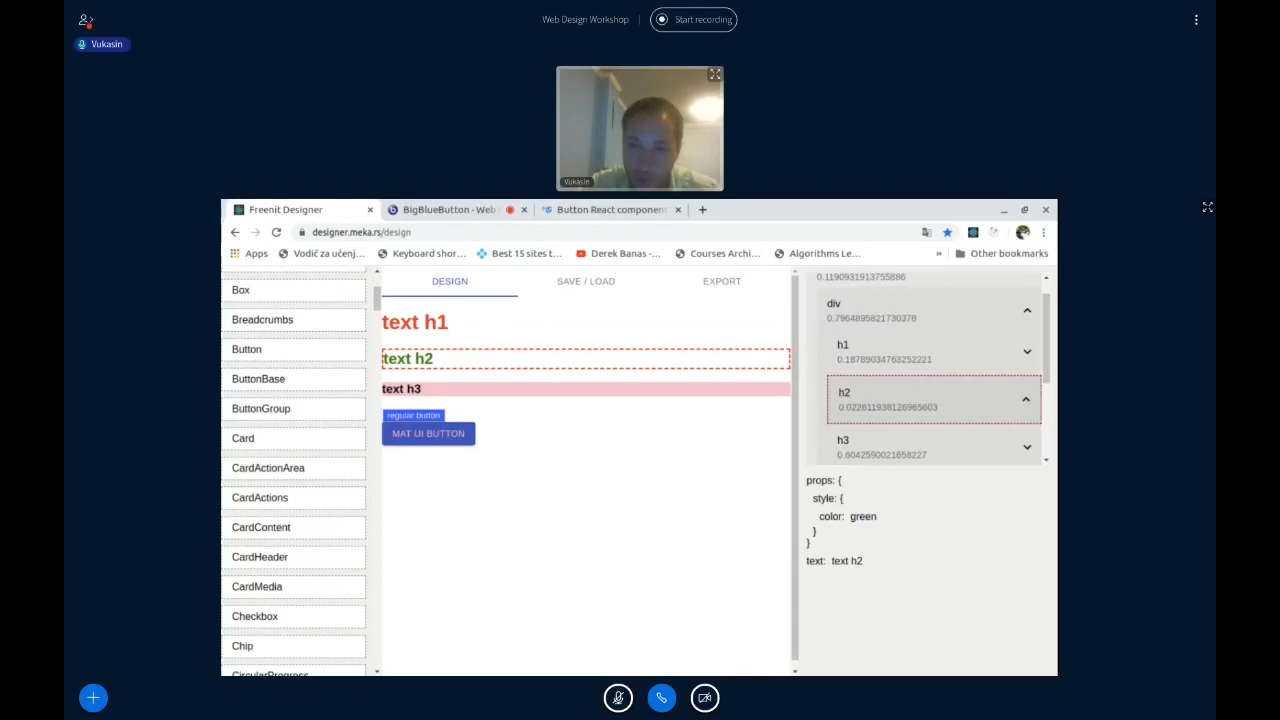 Web Design Workshop
Start recording
Vukasin
Vukasin
Freenit Designer
BigBlueButton - Web
Button React componen
designer.meka.rs/design
Apps
Vodič za učenj...
Keyboard shor...
Best 15 sites t...
Derek Banas -...
Courses Archi...
Algorithms Le...
»
Other bookmarks
Box
Breadcrumbs
Button
ButtonBase
ButtonGroup
Card
CardActionArea
CardActions
CardContent
CardHeader
CardMedia
Checkbox
Chip
CircularProgress
DESIGN
SAVE / LOAD
EXPORT
text h1
text h2
text h3
regular button
MAT UI BUTTON
0.1190931913755886
div
0.7964895821730378
h1
0.18789034763252221
h2
0.022611938126965603
h3
0.6042590021658227
props: {
style: {
color: green
}
}
text: text h2